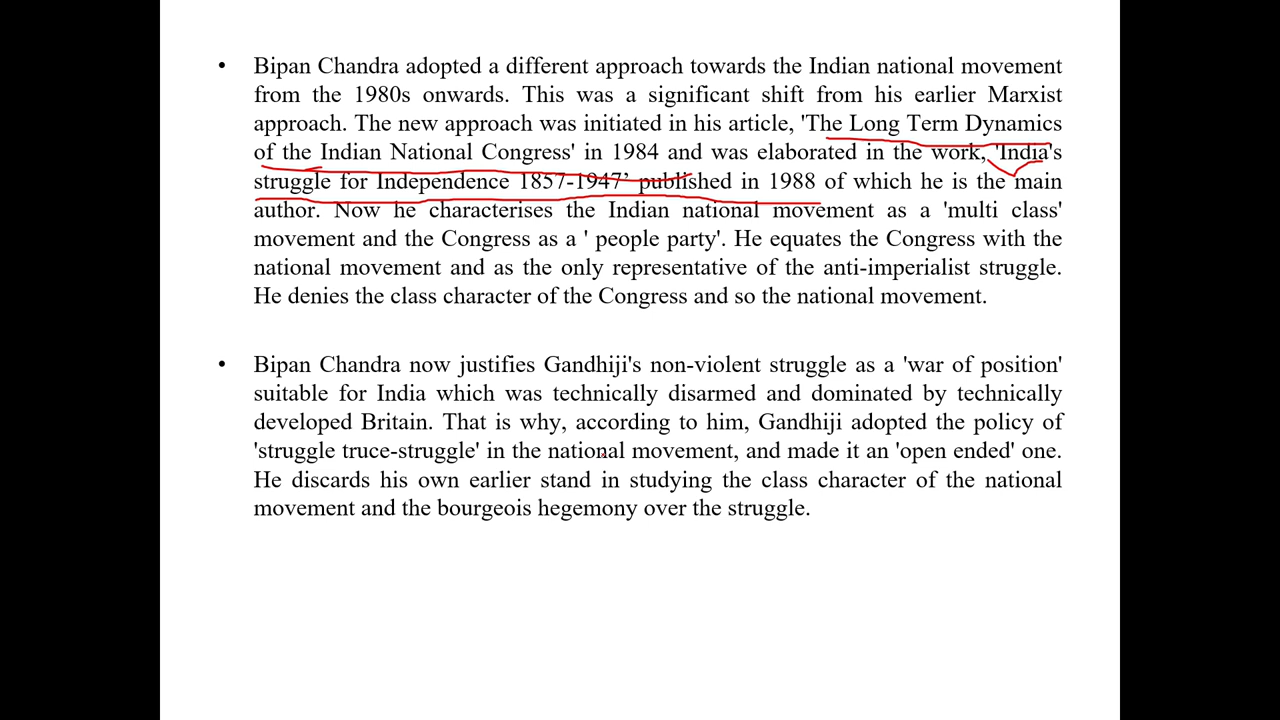 • Bipan Chandra adopted a different approach towards the Indian national movement
from the 1980s onwards. This was a significant shift from his earlier Marxist
approach. The new approach was initiated in his article, 'The Long Term Dynamics
of the Indian National Congress' in 1984 and was elaborated in the work, 'India's
struggle for Independence 1857-1947’ published in 1988 of which he is the main
author. Now he characterises the Indian national movement as a 'multi class'
movement and the Congress as a ' people party'. He equates the Congress with the
national movement and as the only representative of the anti-imperialist struggle.
He denies the class character of the Congress and so the national movement.
• Bipan Chandra now justifies Gandhiji's non-violent struggle as a 'war of position'
suitable for India which was technically disarmed and dominated by technically
developed Britain. That is why, according to him, Gandhiji adopted the policy of
'struggle truce-struggle' in the national movement, and made it an 'open ended' one.
He discards his own earlier stand in studying the class character of the national
movement and the bourgeois hegemony over the struggle.